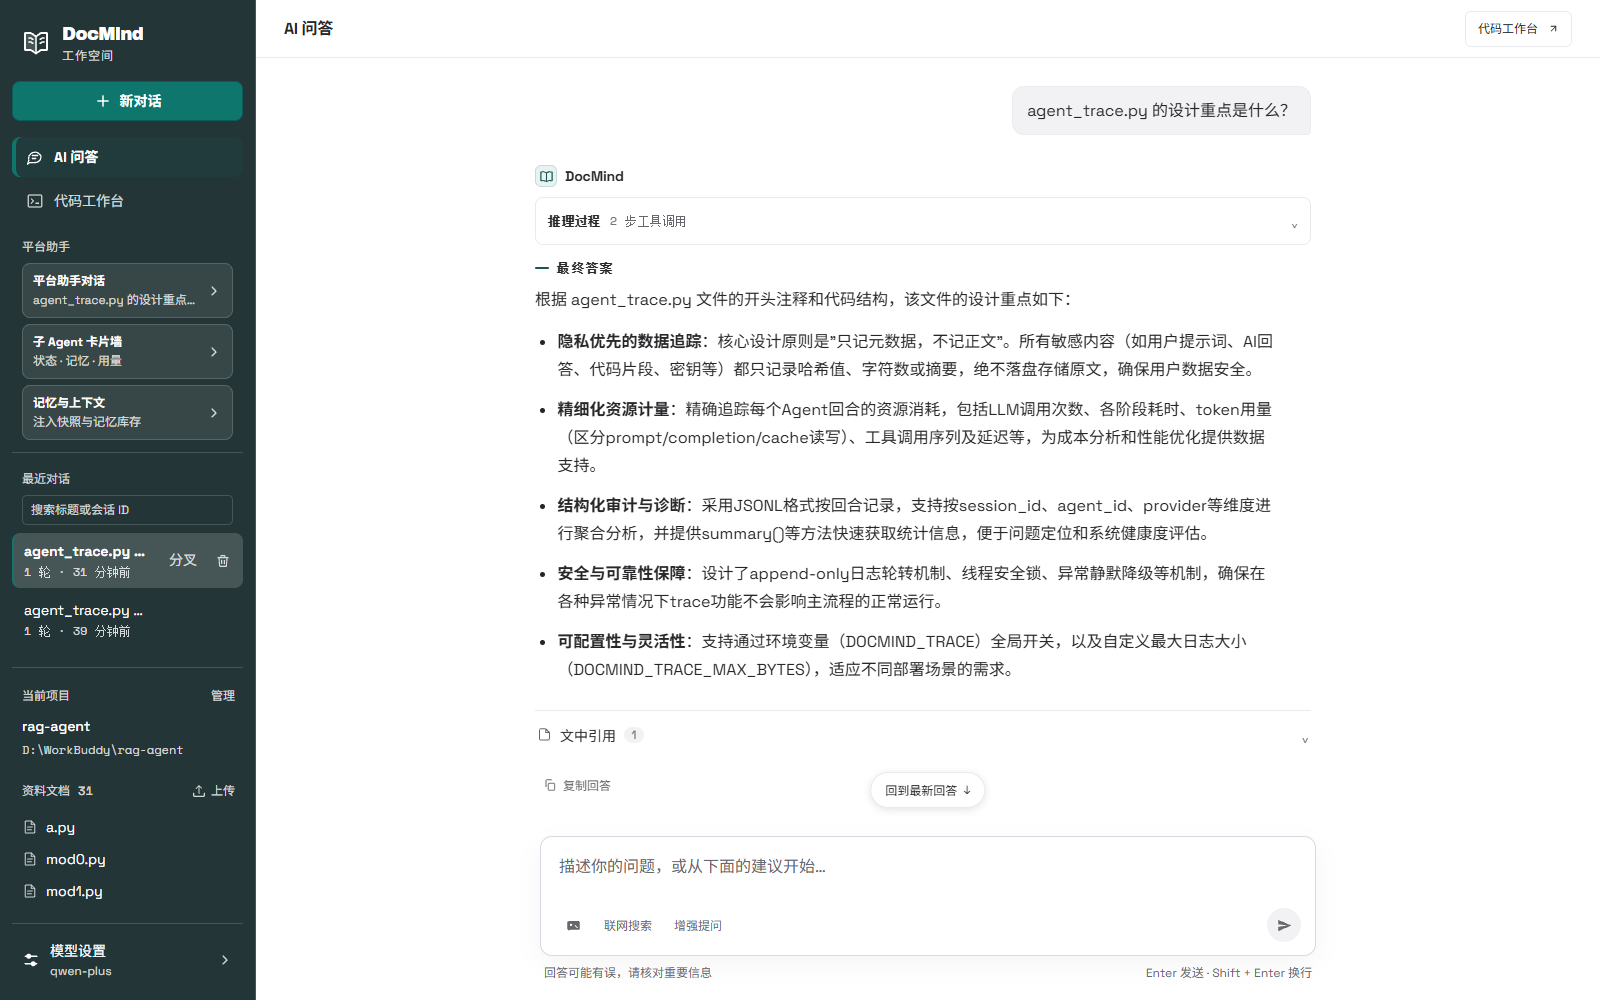 DocMind
工作空间
新对话
AI 问答
代码工作台
平台助手
平台助手对话
agent_trace.py 的设计重点...
子 Agent 卡片墙
状态 · 记忆 · 用量
记忆与上下文
注入快照与记忆库存
最近对话
搜索标题或会话 ID
agent_trace.py ...
分叉
1 轮 · 31 分钟前
agent_trace.py ...
1 轮 · 39 分钟前
当前项目 管理
rag-agent
D:\WorkBuddy\rag-agent
资料文档 31 上传
a.py
mod0.py
mod1.py
模型设置
qwen-plus
AI 问答
代码工作台
agent_trace.py 的设计重点是什么？
DocMind
推理过程 2 步工具调用
最终答案
根据 agent_trace.py 文件的开头注释和代码结构，该文件的设计重点如下：
• 隐私优先的数据追踪：核心设计原则是"只记元数据，不记正文"。所有敏感内容（如用户提示词、AI回
答、代码片段、密钥等）都只记录哈希值、字符数或摘要，绝不落盘存储原文，确保用户数据安全。
• 精细化资源计量：精确追踪每个Agent回合的资源消耗，包括LLM调用次数、各阶段耗时、token用量
（区分prompt/completion/cache读写）、工具调用序列及延迟等，为成本分析和性能优化提供数据
支持。
• 结构化审计与诊断：采用JSONL格式按回合记录，支持按session_id、agent_id、provider等维度进
行聚合分析，并提供summary()等方法快速获取统计信息，便于问题定位和系统健康度评估。
• 安全与可靠性保障：设计了append-only日志轮转机制、线程安全锁、异常静默降级等机制，确保在
各种异常情况下trace功能不会影响主流程的正常运行。
• 可配置性与灵活性：支持通过环境变量（DOCMIND_TRACE）全局开关，以及自定义最大日志大小
（DOCMIND_TRACE_MAX_BYTES），适应不同部署场景的需求。
文中引用 1
复制回答
回到最新回答 ↓
描述你的问题，或从下面的建议开始...
联网搜索 增强提问
回答可能有误，请核对重要信息
Enter 发送 · Shift + Enter 换行